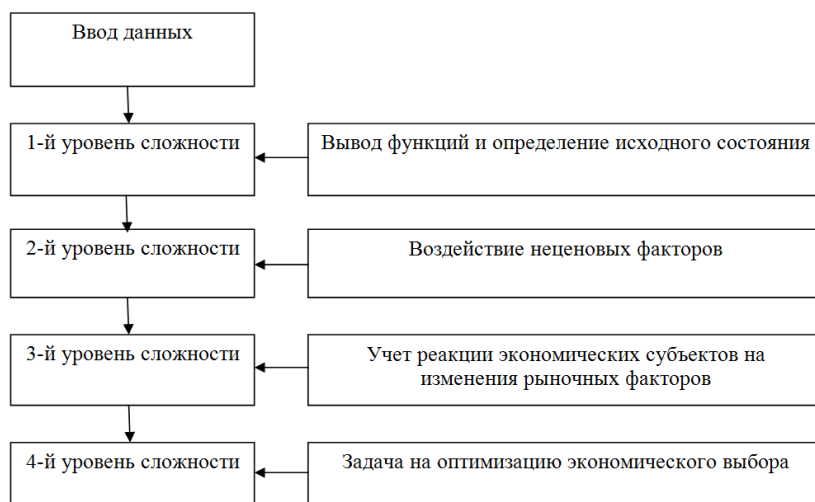 Ввод данных
1-й уровень сложности
Вывод функций и определение исходного состояния
2-й уровень сложности
Воздействие неценовых факторов
3-й уровень сложности
Учет реакции экономических субъектов на
изменения рыночных факторов
4-й уровень сложности
Задача на оптимизацию экономического выбора